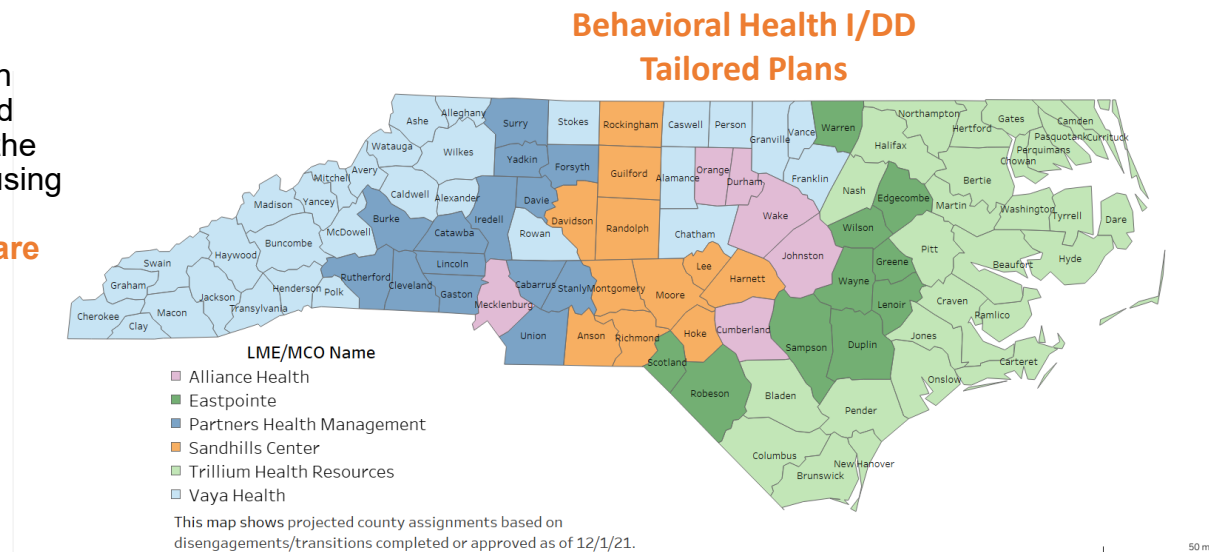 Behavioral Health I/DD
Tailored Plans
n
d
the
using
are
Ashe
Alleghany
Surry
Stokes
Rockingham
Caswell
Person
Granville
Vance
Warren
Northampton
Hertford
Gates
Camden
Pasquotank
Currituck
Perquimans
Chowan
Watauga
Wilkes
Yadkin
Forsyth
Guilford
Alamance
Orange
Durham
Franklin
Halifax
Bertie
Mitchell
Avery
Caldwell
Alexander
Iredell
Davie
Davidson
Randolph
Chatham
Wake
Nash
Edgecombe
Martin
Washington
Tyrrell
Dare
Madison
Yancey
McDowell
Burke
Catawba
Rowan
Johnston
Wilson
Pitt
Beaufort
Hyde
Swain
Haywood
Buncombe
Rutherford
Cleveland
Lincoln
Gaston
Mecklenburg
Cabarrus
Stanly
Montgomery
Moore
Lee
Harnett
Wayne
Greene
Lenoir
Craven
Pamlico
Graham
Jackson
Henderson
Polk
Transylvania
Cherokee
Macon
Clay
Union
Anson
Richmond
Hoke
Cumberland
Sampson
Duplin
Jones
Carteret
Onslow
Scotland
Robeson
Bladen
Pender
Columbus
Brunswick
New Hanover
LME/MCO Name
Alliance Health
Eastpointe
Partners Health Management
Sandhills Center
Trillium Health Resources
Vaya Health
This map shows projected county assignments based on
disengagements/transitions completed or approved as of 12/1/21.
50 m